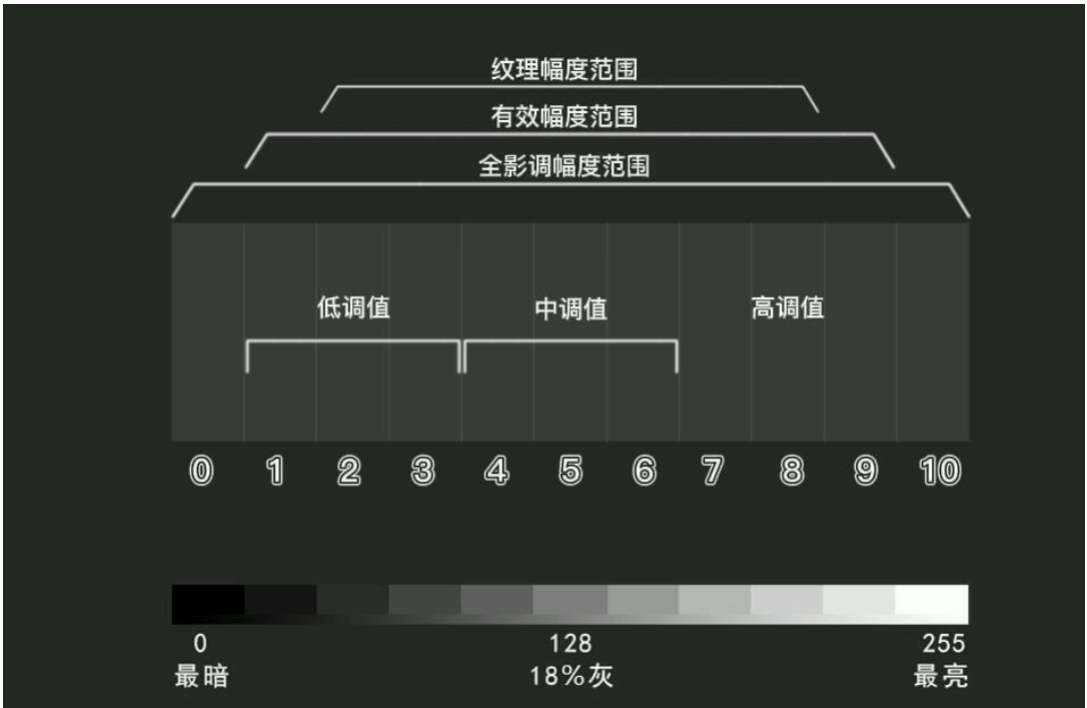 纹理幅度范围
有效幅度范围
全影调幅度范围
低调值 中调值 高调值
0 1 2 3 4 5 6 7 8 9 10
0 128 255
最暗 18%灰 最亮